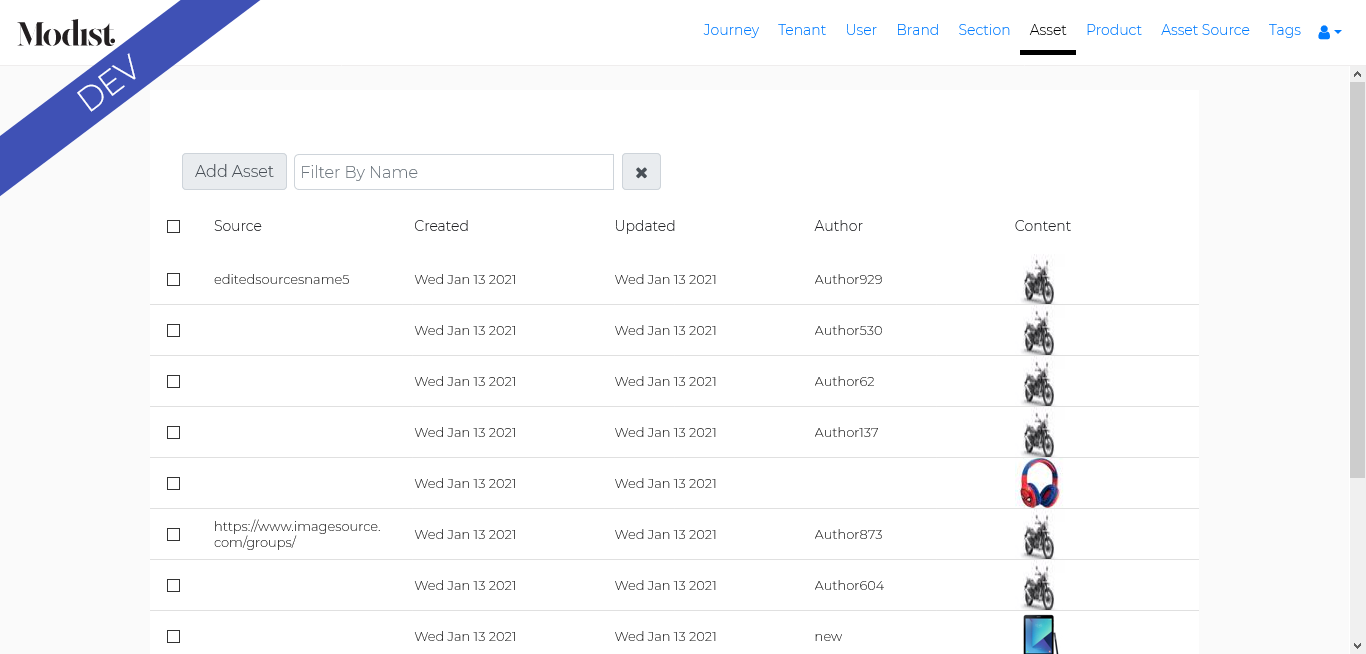 Modist.
DEV
Journey Tenant User Brand Section Asset Product Asset Source Tags
Add Asset Filter By Name
Source Created Updated Author Content
editedsourcesname5 Wed Jan 13 2021 Wed Jan 13 2021 Author929
Wed Jan 13 2021 Wed Jan 13 2021 Author530
Wed Jan 13 2021 Wed Jan 13 2021 Author62
Wed Jan 13 2021 Wed Jan 13 2021 Author137
Wed Jan 13 2021 Wed Jan 13 2021
https://www.imagesource.
com/groups/ Wed Jan 13 2021 Wed Jan 13 2021 Author873
Wed Jan 13 2021 Wed Jan 13 2021 Author604
Wed Jan 13 2021 Wed Jan 13 2021 new